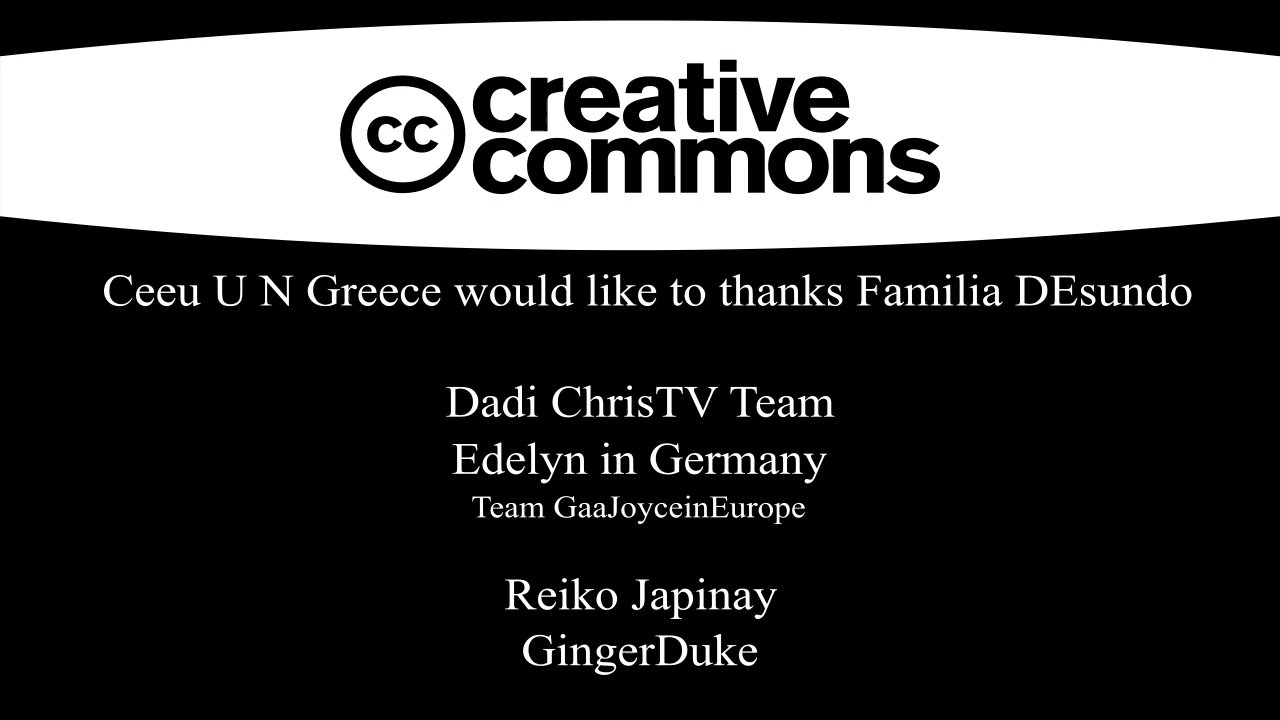 cc creative
commons
Ceeu U N Greece would like to thanks Familia DEsundo
Dadi ChrisTV Team
Edelyn in Germany
Team GaaJoyceinEurope
Reiko Japinay
GingerDuke